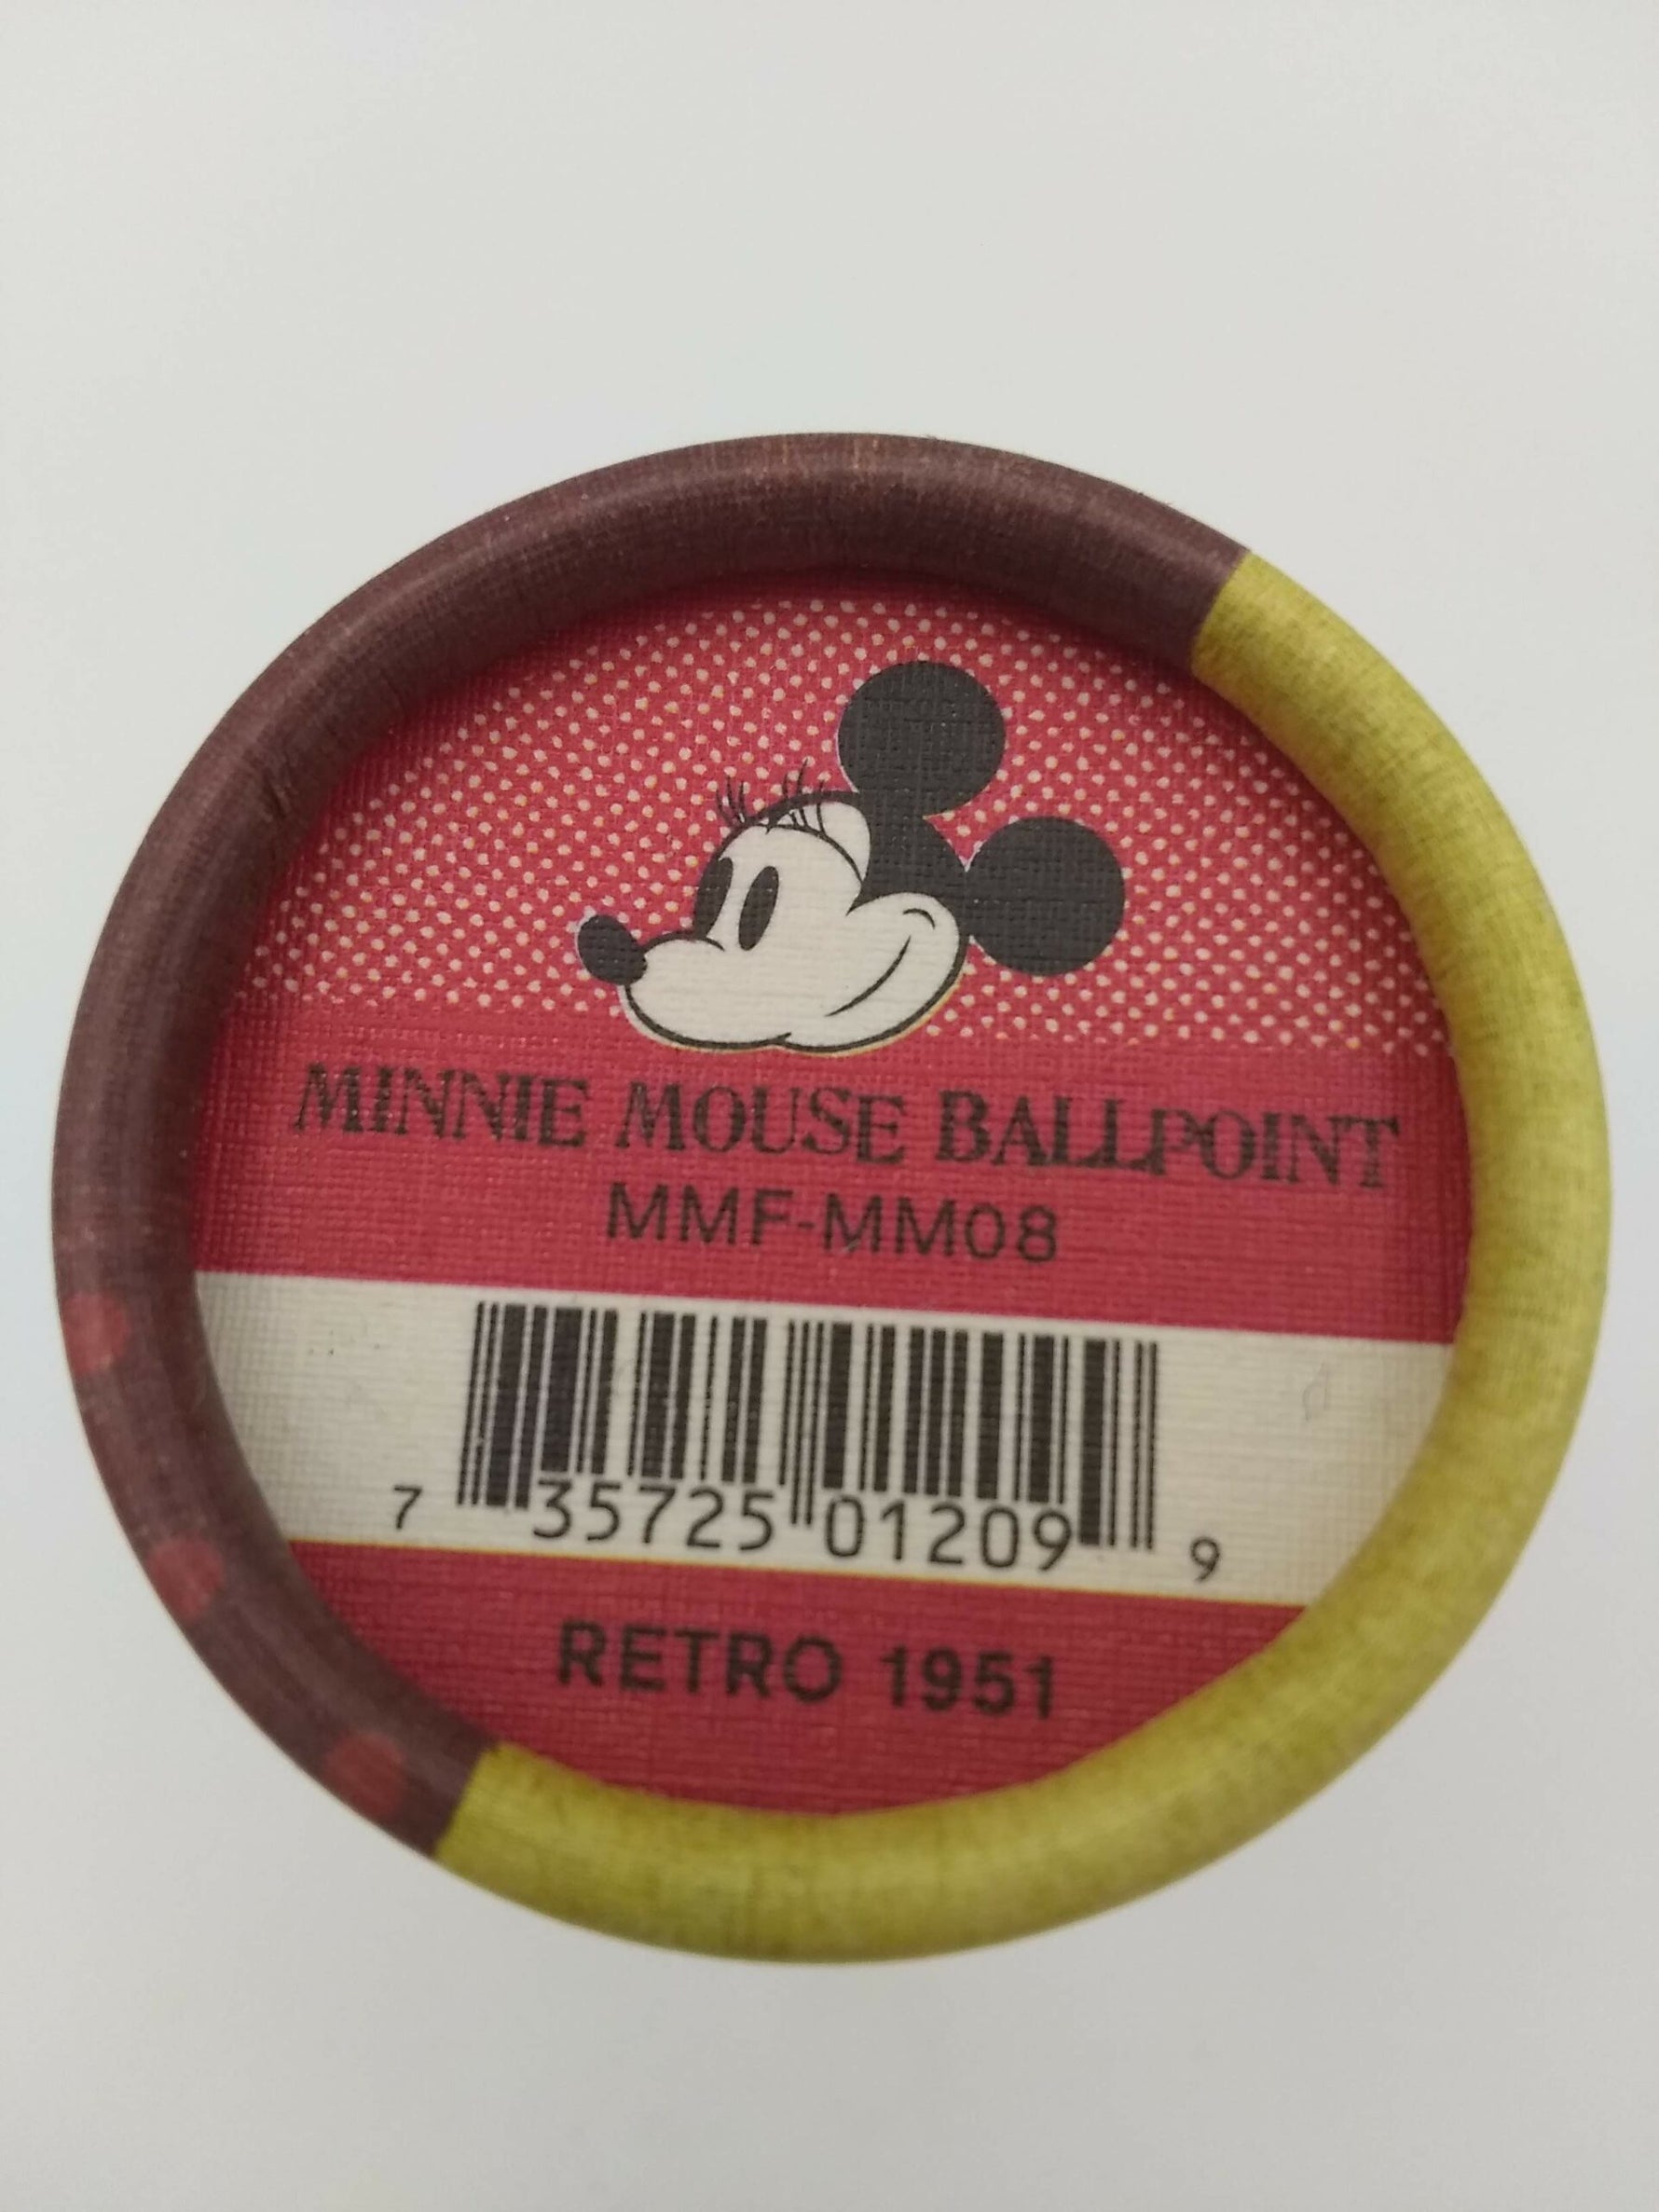 MINNIE MOUSE BALLPOINT
MMF-MM08
7 35725 01209 9
RETRO 1951